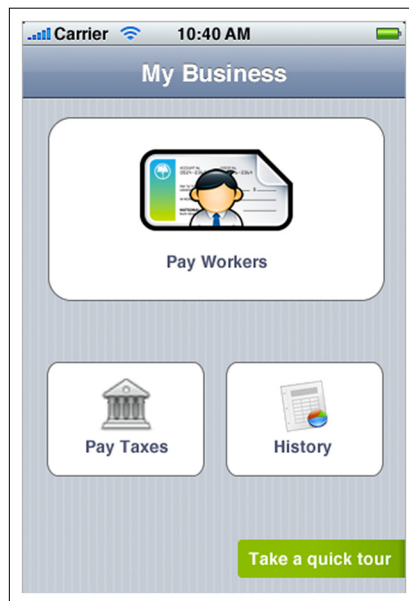 Carrier 10:40 AM
My Business
Pay Workers
Pay Taxes
History
Take a quick tour